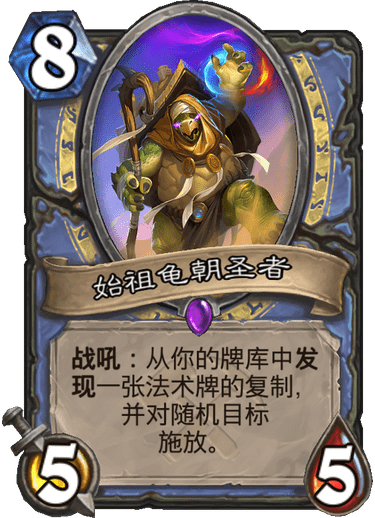 8
始祖龟朝圣者
战吼：从你的牌库中发
现一张法术牌的复制，
并对随机目标
施放。
5
5